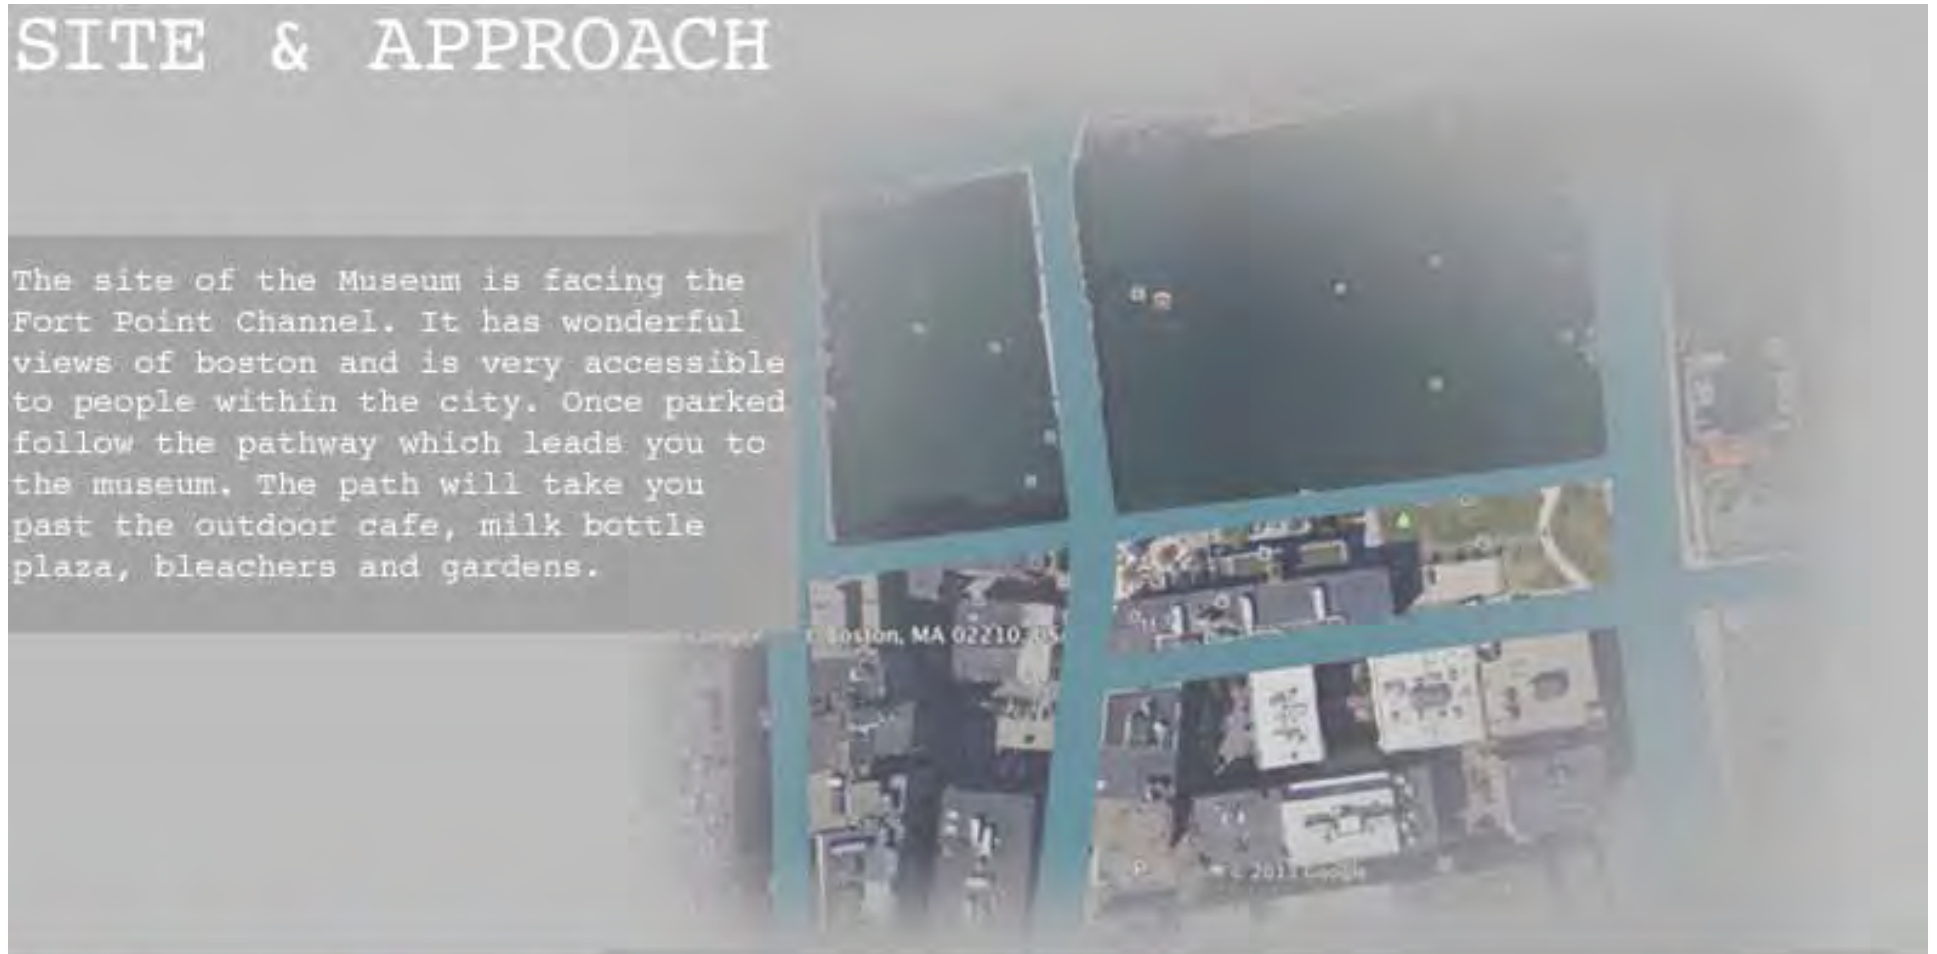 SITE & APPROACH
The site of the Museum is facing the
Fort Point Channel. It has wonderful
views of boston and is very accessible
to people within the city. Once parked
follow the pathway which leads you to
the museum. The path will take you
past the outdoor cafe, milk bottle
plaza, bleachers and gardens.
Boston, MA 02210
© 2013 Google